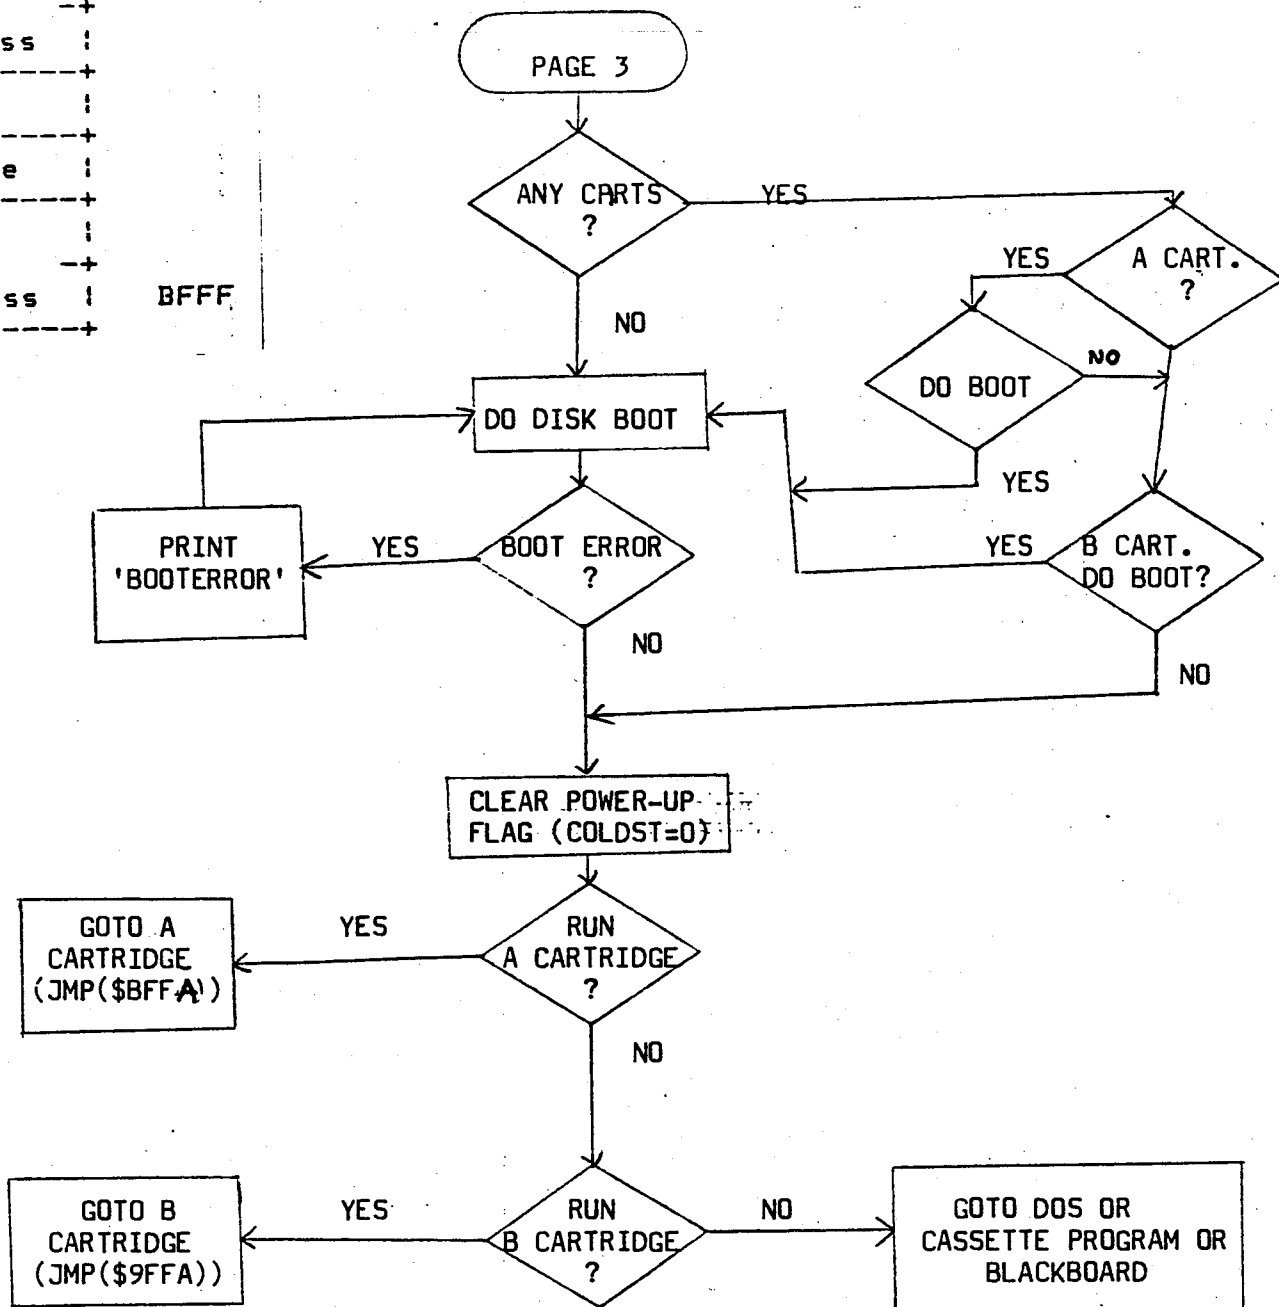 ss
e
ss
BFFF
PAGE 3
ANY CARTS
?
YES
A CART.
?
YES
NO
DO BOOT
NO
DO DISK BOOT
YES
PRINT
'BOOTERROR'
YES
BOOT ERROR
?
YES
B CART.
DO BOOT?
NO
NO
CLEAR POWER-UP
FLAG (COLDST=0)
GOTO A
CARTRIDGE
(JMP($BFFA))
YES
RUN
A CARTRIDGE
?
NO
GOTO B
CARTRIDGE
(JMP($9FFA))
YES
RUN
B CARTRIDGE
?
NO
GOTO DOS OR
CASSETTE PROGRAM OR
BLACKBOARD